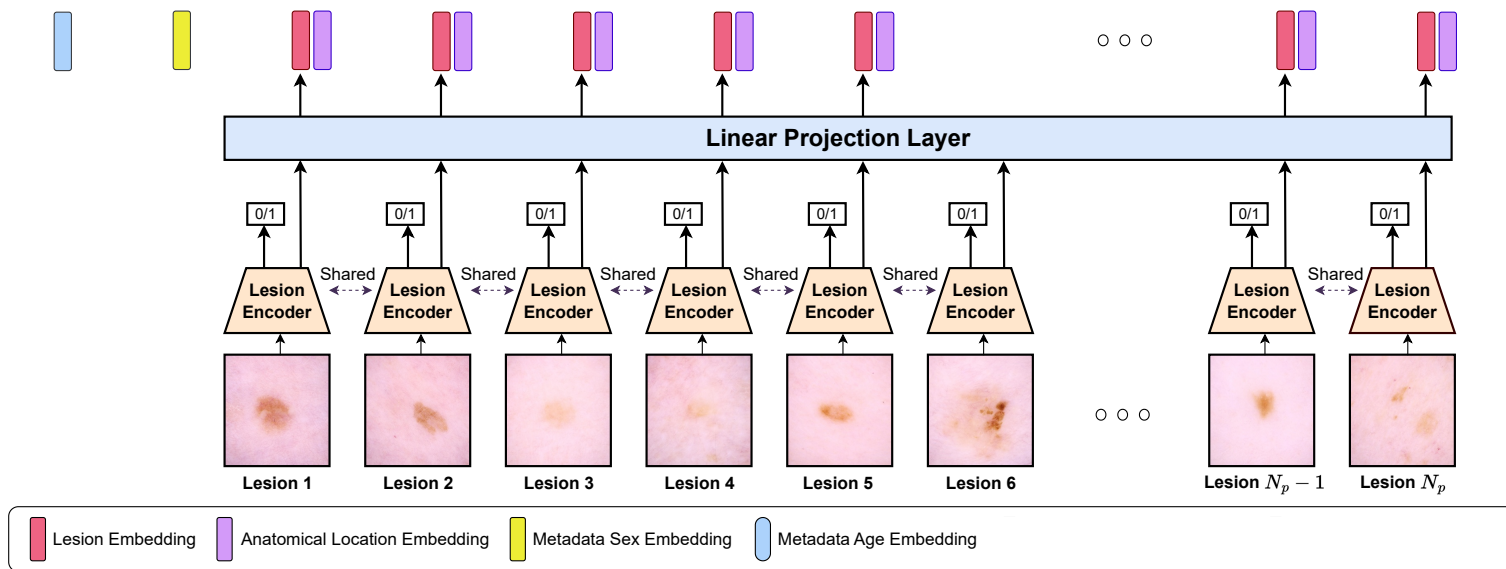 Linear Projection Layer
0/1 0/1 0/1 0/1 0/1 0/1 0/1 0/1
Shared Shared Shared Shared Shared Shared
Lesion Encoder Lesion Encoder Lesion Encoder Lesion Encoder Lesion Encoder Lesion Encoder Lesion Encoder Lesion Encoder
Lesion 1 Lesion 2 Lesion 3 Lesion 4 Lesion 5 Lesion 6 Lesion $N_p - 1$ Lesion $N_p$
Lesion Embedding Anatomical Location Embedding Metadata Sex Embedding Metadata Age Embedding